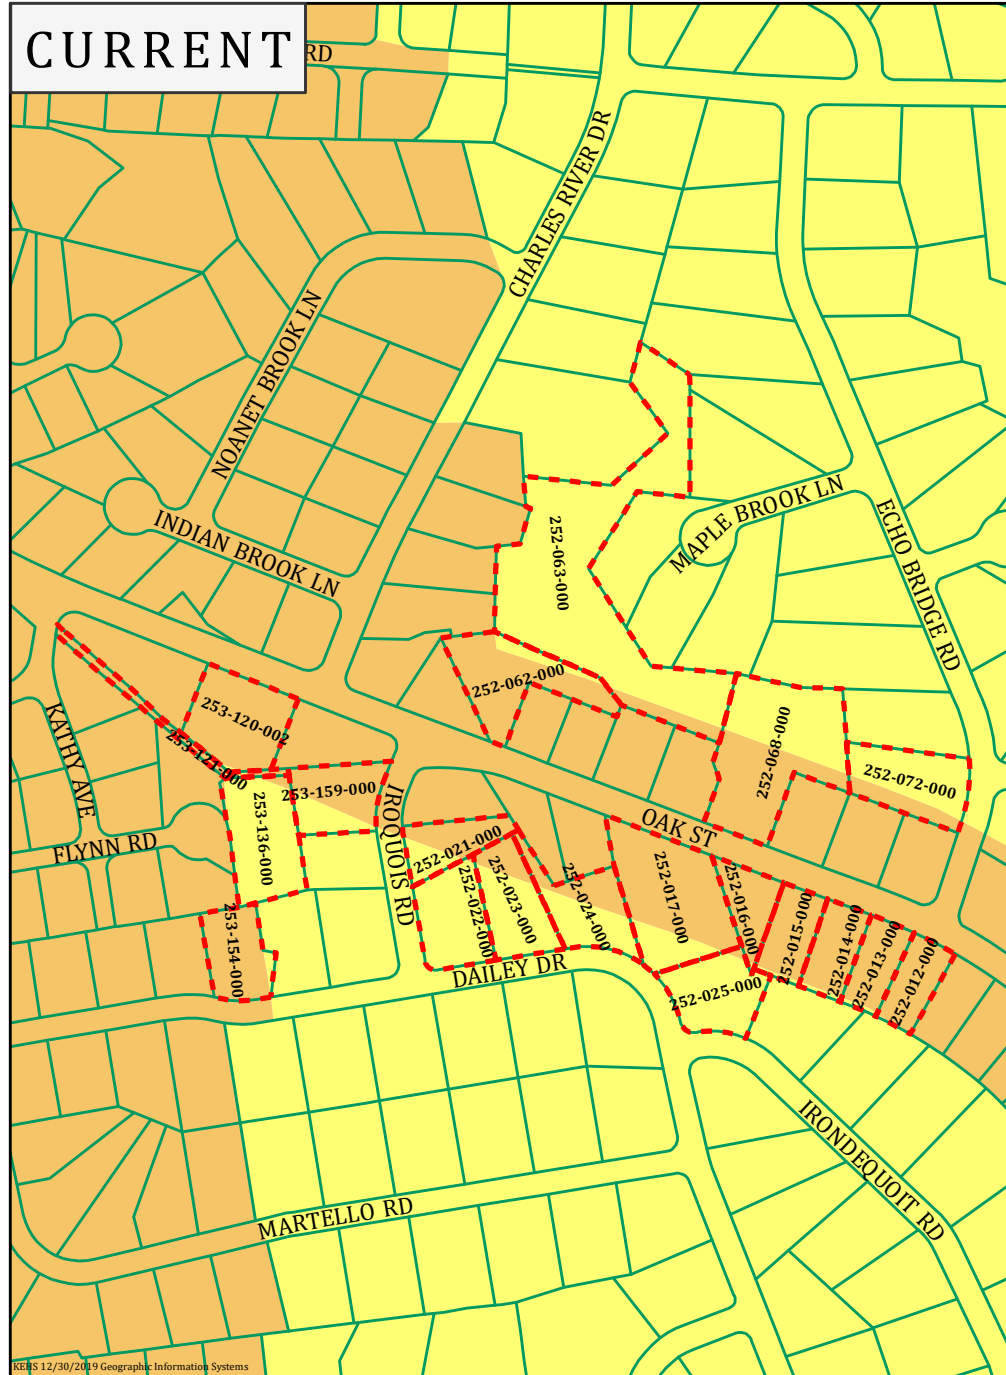 CURRENT
RD
CHARLES RIVER DR
NOANET BROOK LN
INDIAN BROOK LN
MAPLE BROOK LN
ECHO BRIDGE RD
252-063-000
252-062-000
253-120-002
253-121-000
KATHY AVE
252-068-000
252-072-000
253-159-000
253-136-000
IROQUOIS RD
OAK ST
FLYNN RD
252-021-000
252-022-000
252-023-000
252-024-000
252-017-000
252-016-000
252-015-000
252-014-000
252-013-000
252-012-000
253-154-000
DAILEY DR
252-025-000
IRONDEQUOIT RD
MARTELLO RD
KEHS 12/30/2019 Geographic Information Systems